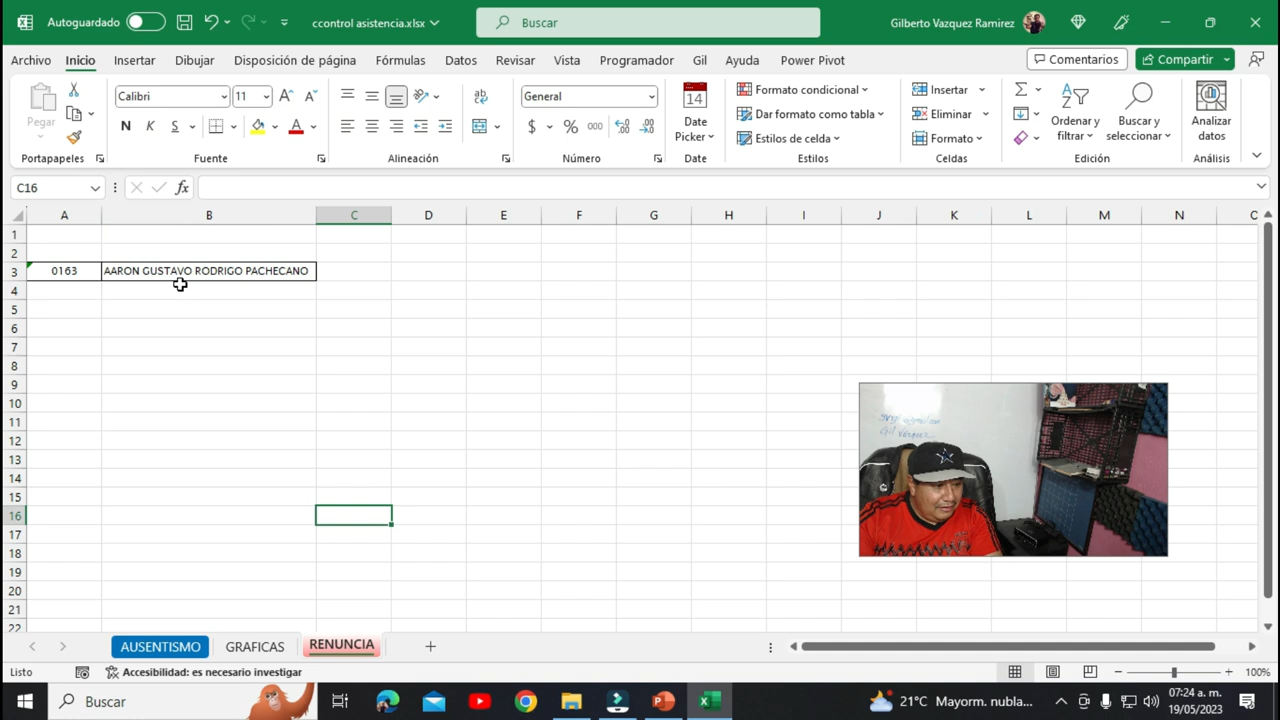 Autoguardado ccontrol asistencia.xlsx Buscar Gilberto Vazquez Ramirez
Archivo Inicio Insertar Dibujar Disposición de página Fórmulas Datos Revisar Vista Programador Gil Ayuda Power Pivot Comentarios Compartir
Pegar
Portapapeles
Calibri 11
N K S A
Fuente
Alineación
General
$ % 000
Número
14
Date
Picker
Date
Formato condicional
Dar formato como tabla
Estilos de celda
Estilos
Insertar
Eliminar
Formato
Celdas
Ordenar y
filtrar
Buscar y
seleccionar
Edición
Analizar
datos
Análisis
C16 fx
A B C D E F G H I J K L M N O
1
2
3 0163 AARON GUSTAVO RODRIGO PACHECANO
4
5
6
7
8
9
10
11
12
13
14
15
16
17
18
19
20
21
22
AUSENTISMO GRAFICAS RENUNCIA
Listo Accesibilidad: es necesario investigar 100%
Buscar 21°C Mayorm. nubla... 07:24 a. m.
19/05/2023